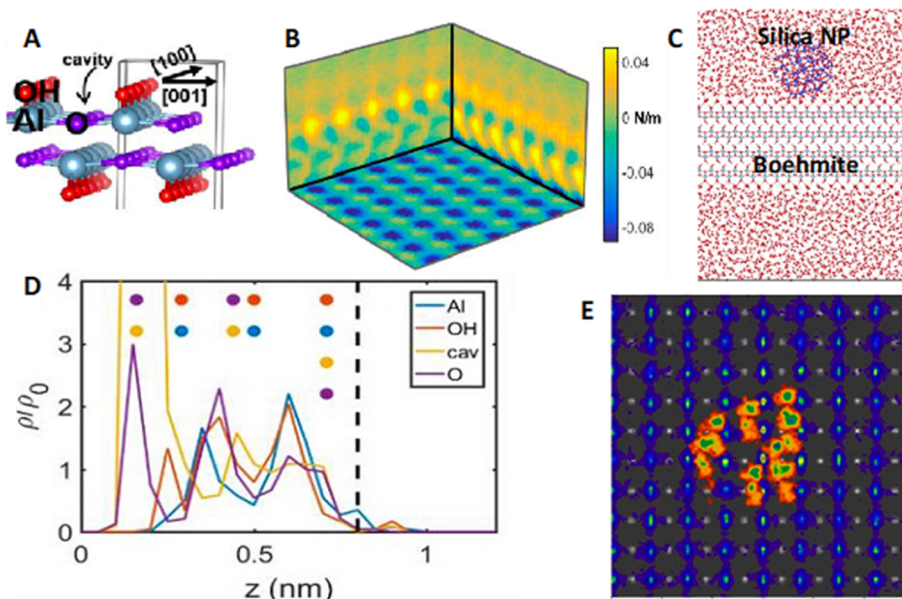 A
cavity
[100]
[001]
OH
Al
O
B
0.04
0 N/m
-0.04
-0.08
C
Silica NP
Boehmite
D
4
3
2
1
0
ρ/ρ0
Al
OH
cav
O
0
0.5
1
z (nm)
E